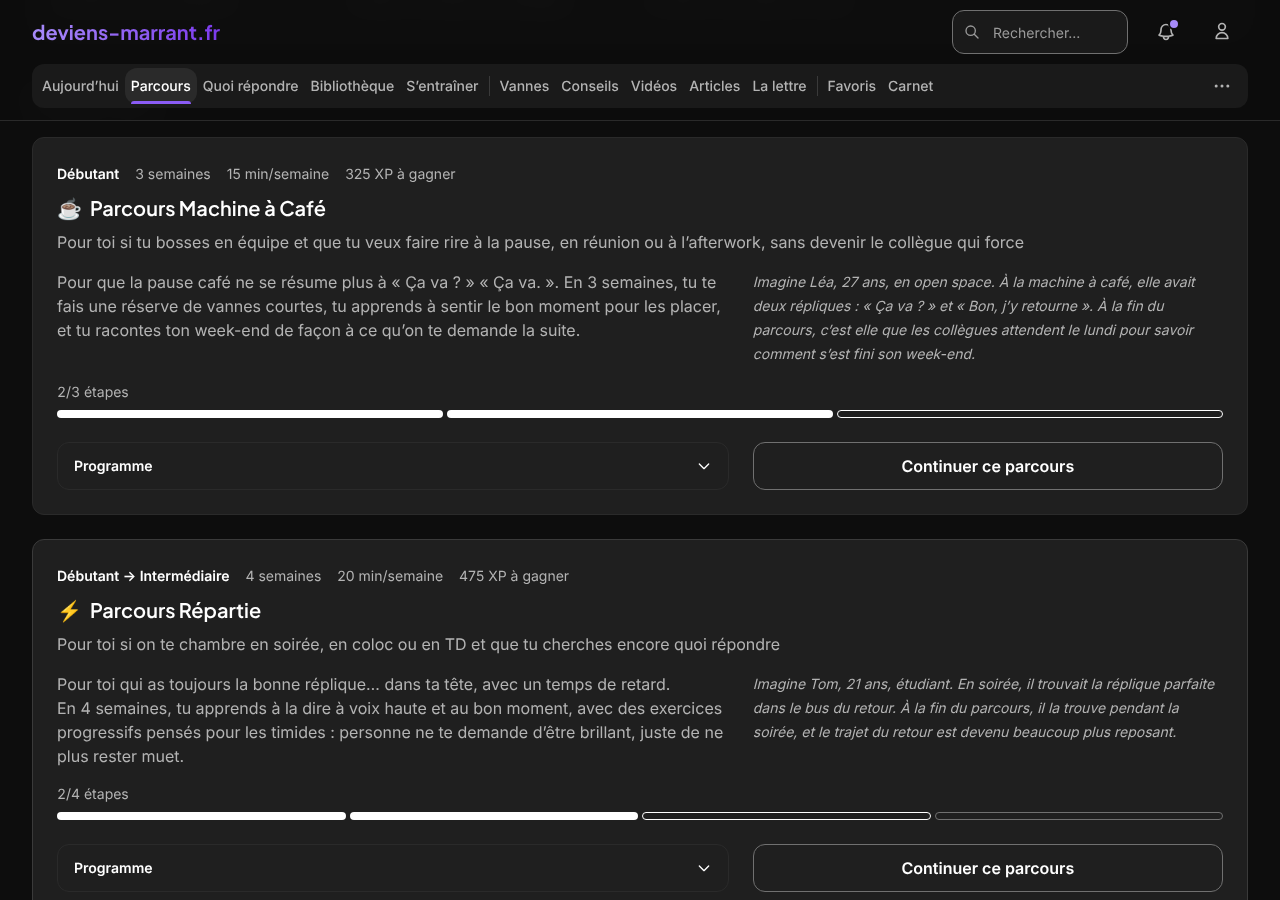 deviens-marrant.fr
Rechercher...
Aujourd’hui Parcours Quoi répondre Bibliothèque S’entraîner Vannes Conseils Vidéos Articles La lettre Favoris Carnet
Débutant 3 semaines 15 min/semaine 325 XP à gagner
☕ Parcours Machine à Café
Pour toi si tu bosses en équipe et que tu veux faire rire à la pause, en réunion ou à l’afterwork, sans devenir le collègue qui force
Pour que la pause café ne se résume plus à « Ça va ? » « Ça va. ». En 3 semaines, tu te
fais une réserve de vannes courtes, tu apprends à sentir le bon moment pour les placer,
et tu racontes ton week-end de façon à ce qu’on te demande la suite.
Imagine Léa, 27 ans, en open space. À la machine à café, elle avait
deux répliques : « Ça va ? » et « Bon, j’y retourne ». À la fin du
parcours, c’est elle que les collègues attendent le lundi pour savoir
comment s’est fini son week-end.
2/3 étapes
Programme
Continuer ce parcours
Débutant → Intermédiaire 4 semaines 20 min/semaine 475 XP à gagner
⚡ Parcours Répartie
Pour toi si on te chambre en soirée, en coloc ou en TD et que tu cherches encore quoi répondre
Pour toi qui as toujours la bonne réplique… dans ta tête, avec un temps de retard.
En 4 semaines, tu apprends à la dire à voix haute et au bon moment, avec des exercices
progressifs pensés pour les timides : personne ne te demande d’être brillant, juste de ne
plus rester muet.
Imagine Tom, 21 ans, étudiant. En soirée, il trouvait la réplique parfaite
dans le bus du retour. À la fin du parcours, il la trouve pendant la
soirée, et le trajet du retour est devenu beaucoup plus reposant.
2/4 étapes
Programme
Continuer ce parcours